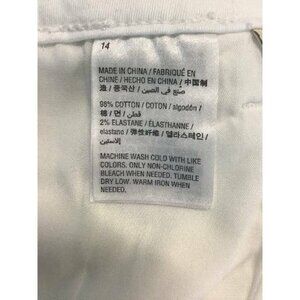 14
MADE IN CHINA / FABRIQUÉ EN
CHINE / HECHO EN CHINA / 中国制
造 / 중국산 / صنع في الصين
98% COTTON / COTON / algodón /
棉 / 면 / قطن
2% ELASTANE / ÉLASTHANNE /
elastano / 弹性纤维 / 엘라스테인 /
إلاستين
MACHINE WASH COLD WITH LIKE
COLORS. ONLY NON-CHLORINE
BLEACH WHEN NEEDED. TUMBLE
DRY LOW. WARM IRON WHEN
NEEDED.